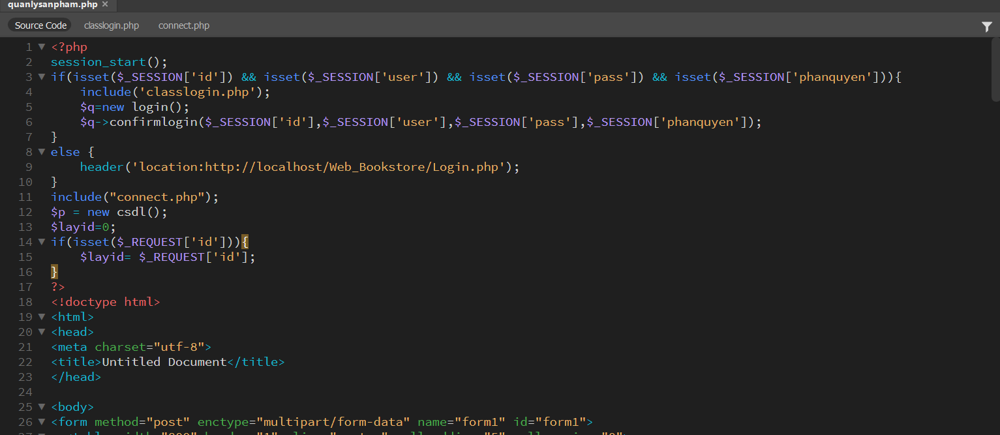 quanlysanpham.php ×
Source Code classlogin.php connect.php
1 <?php
2 session_start();
3 if(isset($_SESSION['id']) && isset($_SESSION['user']) && isset($_SESSION['pass']) && isset($_SESSION['phanquyen'])){
4 include('classlogin.php');
5 $q=new login();
6 $q->confirmlogin($_SESSION['id'],$_SESSION['user'],$_SESSION['pass'],$_SESSION['phanquyen']);
7 }
8 else {
9 header('location:http://localhost/Web_Bookstore/Login.php');
10 }
11 include("connect.php");
12 $p = new csdl();
13 $layid=0;
14 if(isset($_REQUEST['id'])){
15 $layid= $_REQUEST['id'];
16 }
17 ?>
18 <!doctype html>
19 <html>
20 <head>
21 <meta charset="utf-8">
22 <title>Untitled Document</title>
23 </head>
24
25 <body>
26 <form method="post" enctype="multipart/form-data" name="form1" id="form1">